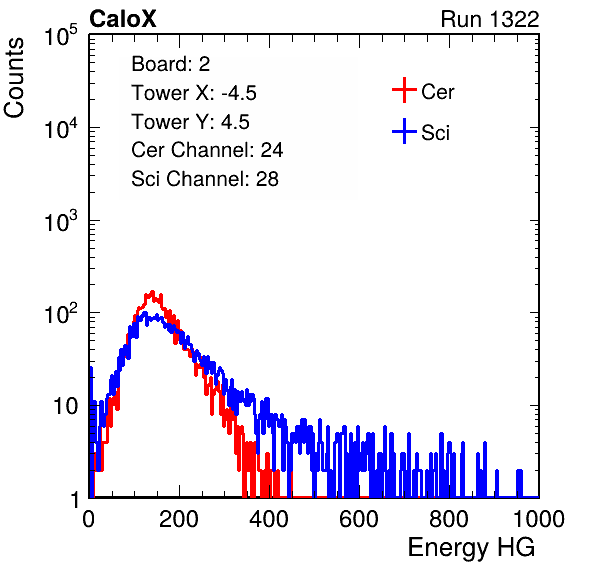 CaloX Run 1322
Counts
10^5
10^4
10^3
10^2
10
1
Board: 2
Tower X: -4.5
Tower Y: 4.5
Cer Channel: 24
Sci Channel: 28
Cer
Sci
0 200 400 600 800 1000
Energy HG